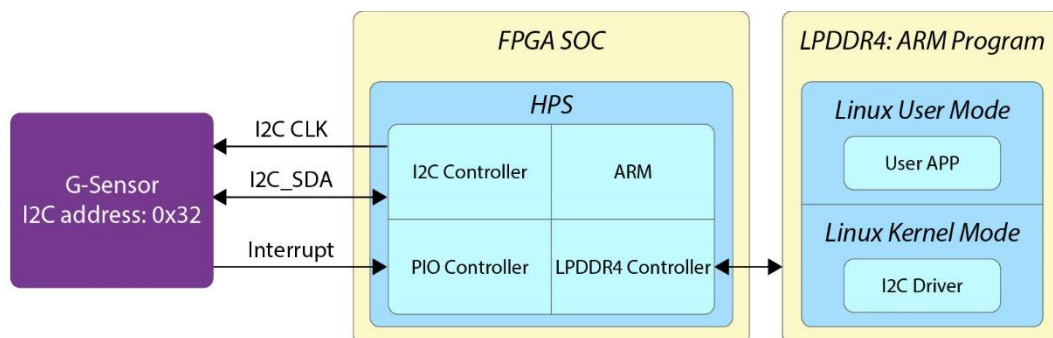 FPGA SOC
LPDDR4: ARM Program
HPS
Linux User Mode
I2C CLK
I2C Controller
ARM
User APP
G-Sensor
I2C address: 0x32
I2C_SDA
Linux Kernel Mode
Interrupt
PIO Controller
LPDDR4 Controller
I2C Driver